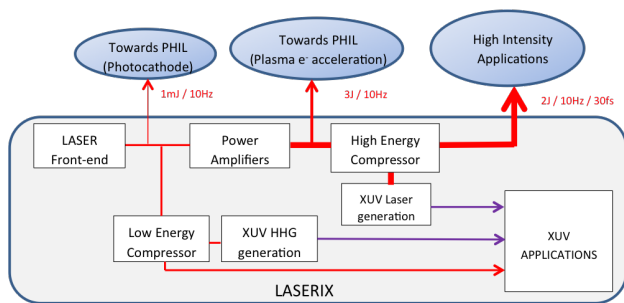 Towards PHIL
(Photocathode)
Towards PHIL
(Plasma e- acceleration)
High Intensity
Applications
1mJ / 10Hz
3J / 10Hz
2J / 10Hz / 30fs
LASER
Front-end
Power
Amplifiers
High Energy
Compressor
XUV Laser
generation
Low Energy
Compressor
XUV HHG
generation
XUV
APPLICATIONS
LASERIX